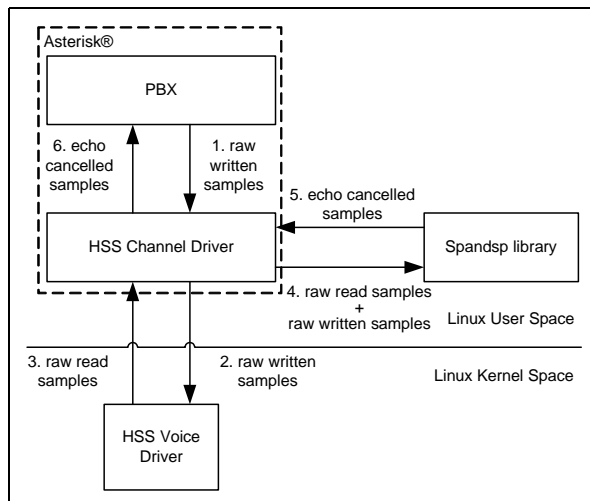 Asterisk®
PBX
6. echo
cancelled
samples
1. raw
written
samples
5. echo cancelled
samples
HSS Channel Driver
Spandsp library
4. raw read samples
+
raw written samples
Linux User Space
3. raw read
samples
2. raw written
samples
Linux Kernel Space
HSS Voice
Driver